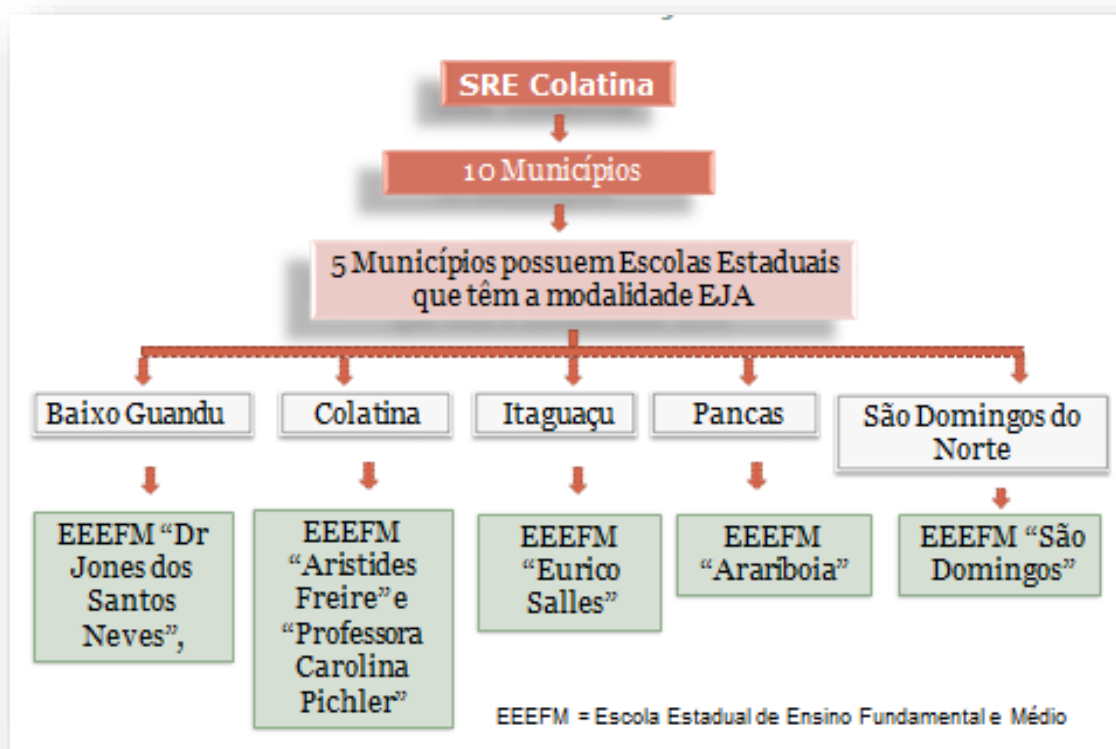 SRE Colatina
10 Municípios
5 Municípios possuem Escolas Estaduais
que têm a modalidade EJA
Baixo Guandu
Colatina
Itaguaçu
Pancas
São Domingos do
Norte
EEEFM “Dr
Jones dos
Santos
Neves”,
EEEFM
“Aristides
Freire” e
“Professora
Carolina
Pichler”
EEEFM
“Eurico
Salles”
EEEFM
“Arariboia”
EEEFM “São
Domingos”
EEEFM = Escola Estadual de Ensino Fundamental e Médio